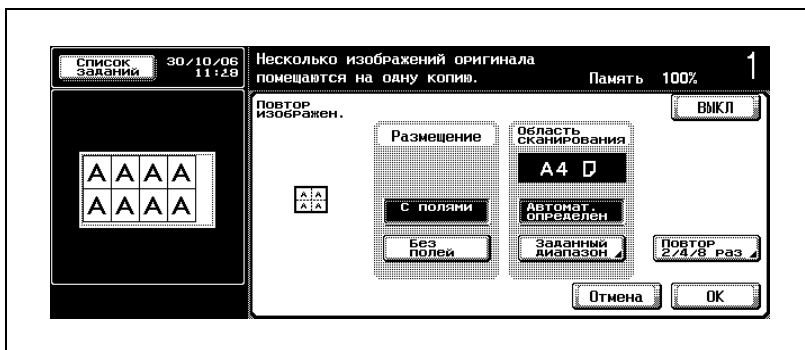 Список
заданий
30/10/06
11:28
Несколько изображений оригинала
помещаются на одну копию.
Память 100%
1
Повтор
изображен.
ВЫКЛ
Размещение
Область
сканирования
A4
A A A A
A A A A
A A
A A
С полями
Автомат.
определен
Без
полей
Заданный
диапазон
Повтор
2/4/8 раз
Отмена
OK